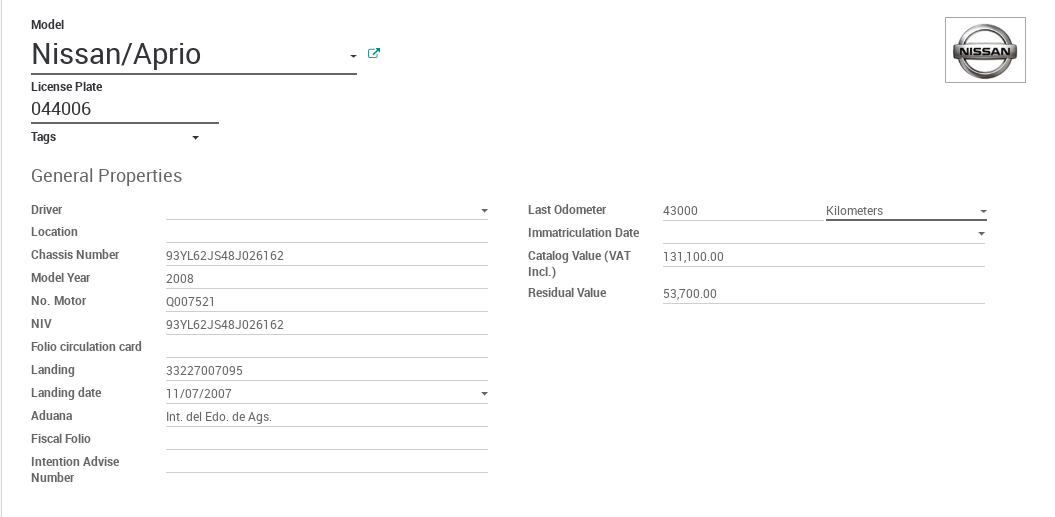 Model
Nissan/Aprio
NISSAN
License Plate
044006
Tags
General Properties
Driver
Location
Chassis Number 93YL62JS48J026162
Model Year 2008
No. Motor Q007521
NIV 93YL62JS48J026162
Folio circulation card
Landing 33227007095
Landing date 11/07/2007
Aduana Int. del Edo. de Ags.
Fiscal Folio
Intention Advise
Number
Last Odometer 43000 Kilometers
Immatriculation Date
Catalog Value (VAT 131,100.00
Incl.)
Residual Value 53,700.00